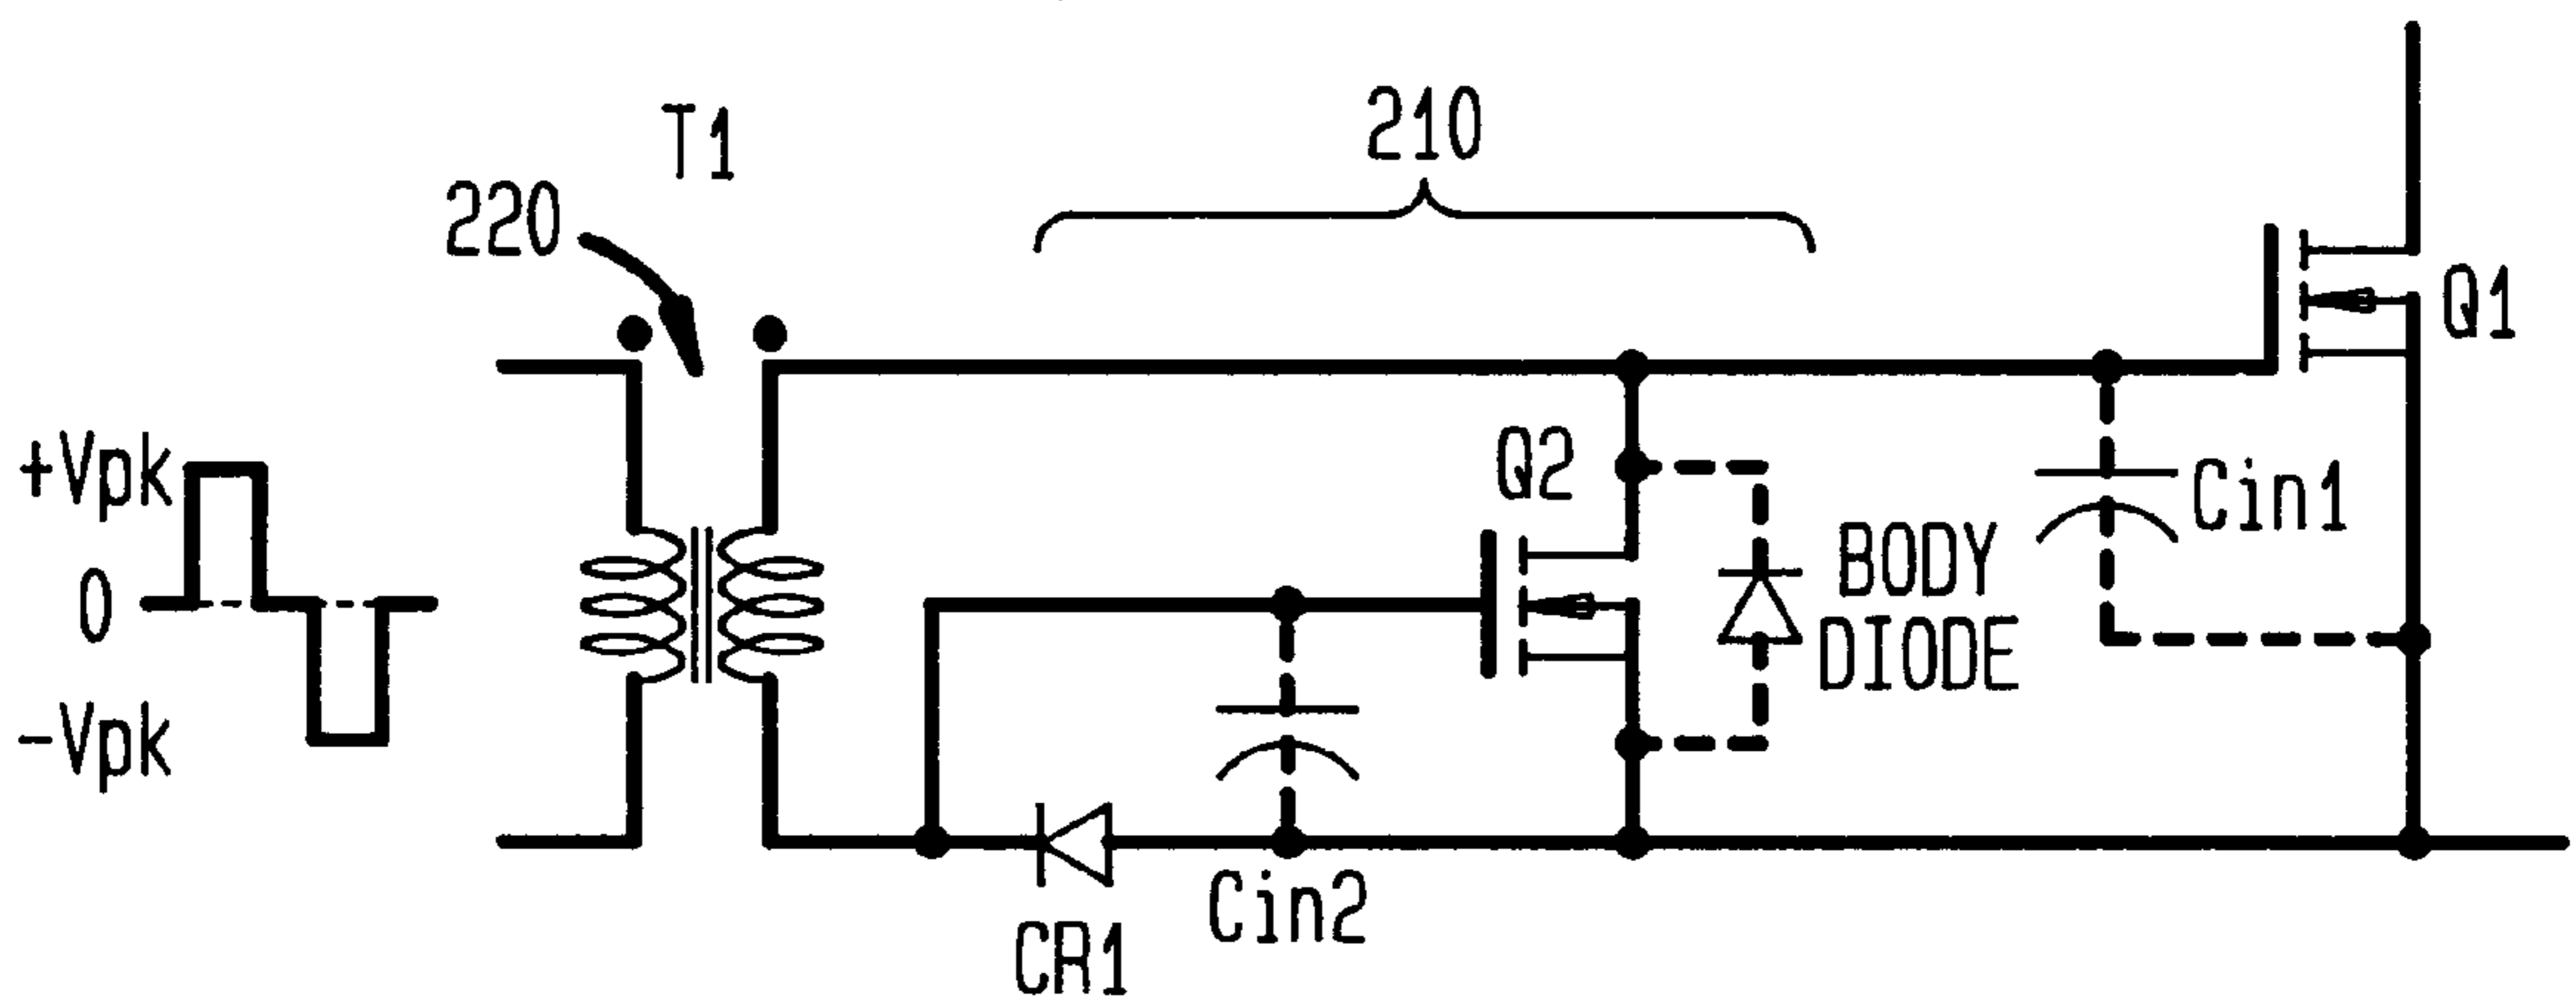 T1
220
210
Q1
+Vpk
0
-Vpk
Q2
Cin1
BODY
DIODE
Cin2
CR1